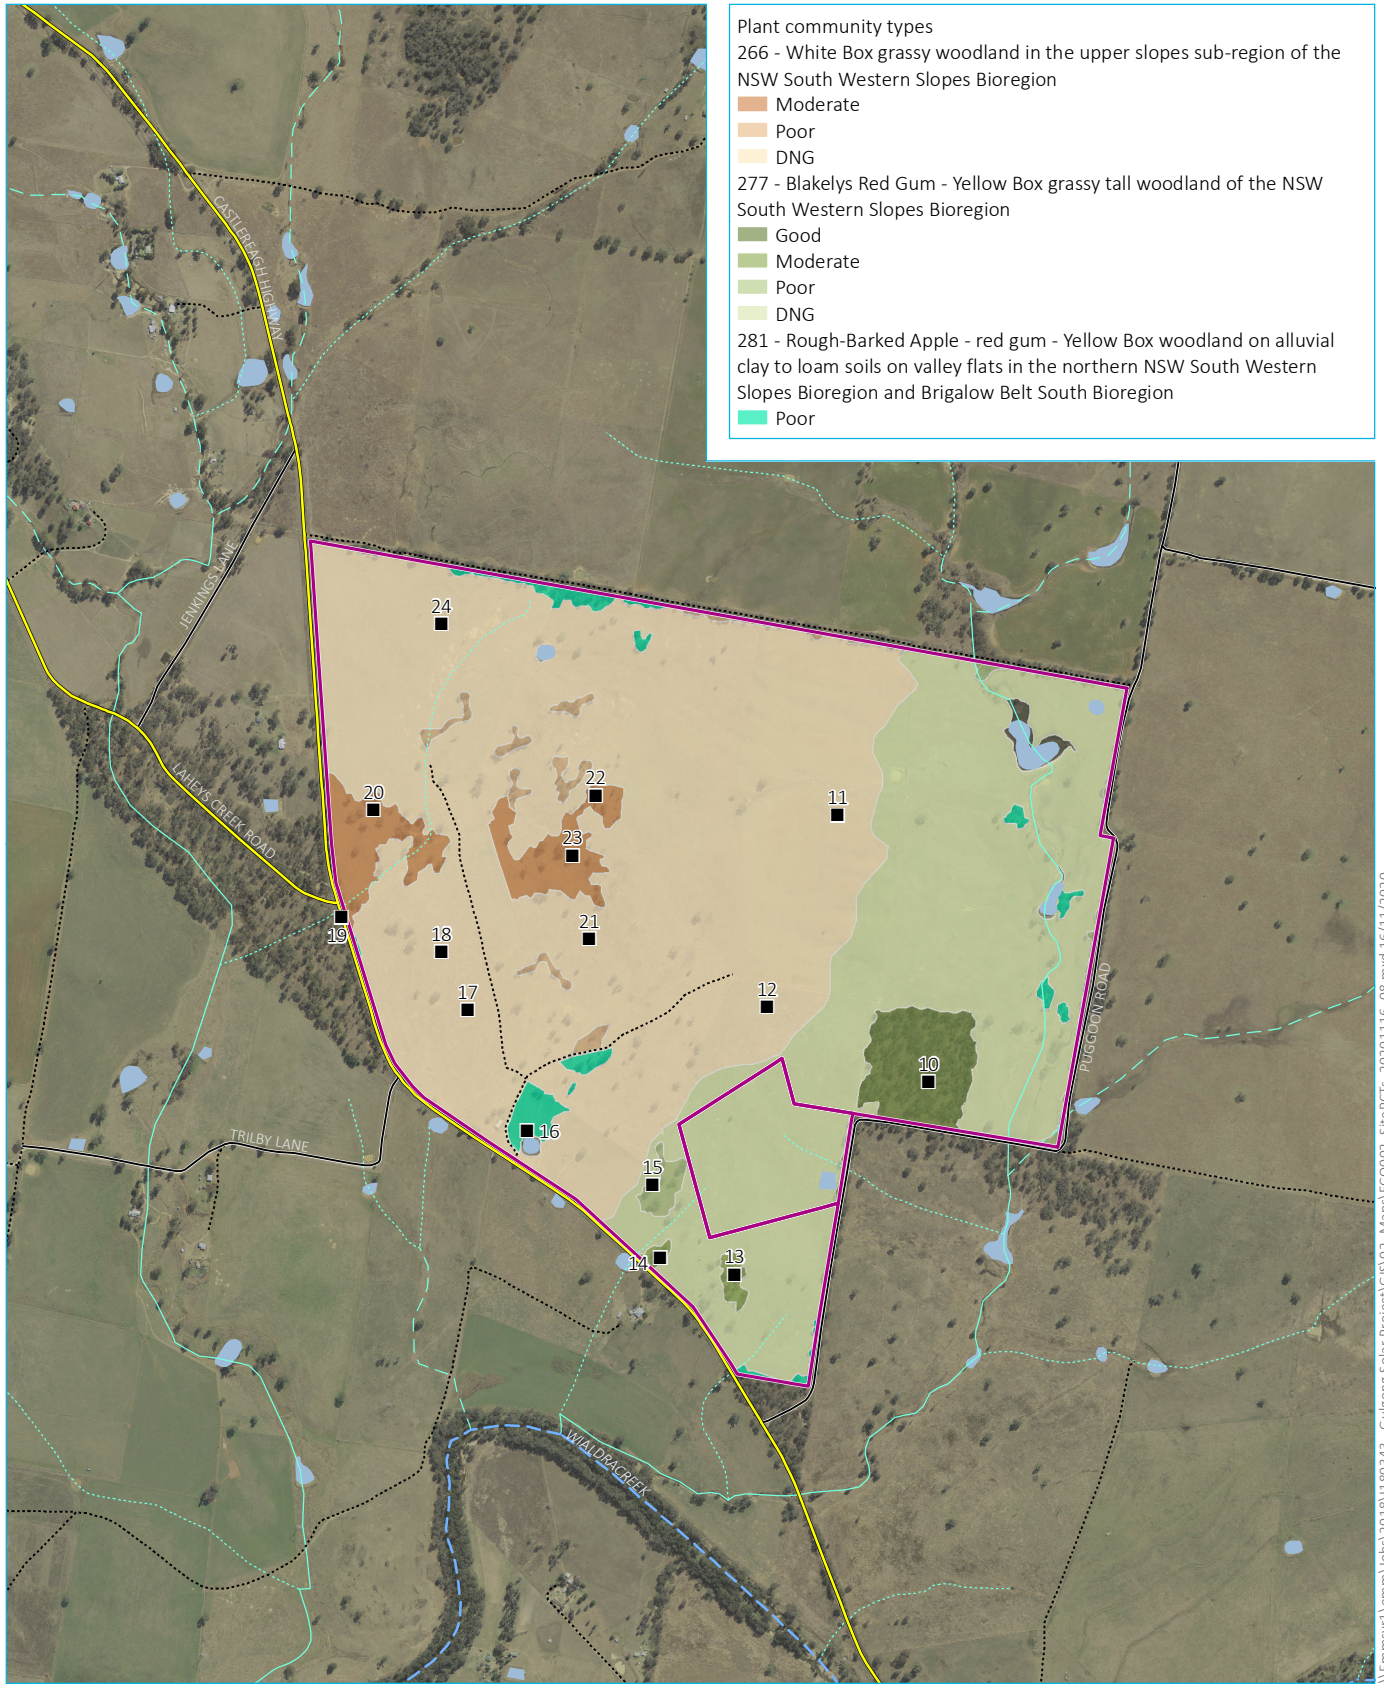 Plant community types
266 - White Box grassy woodland in the upper slopes sub-region of the
NSW South Western Slopes Bioregion
Moderate
Poor
DNG
277 - Blakelys Red Gum - Yellow Box grassy tall woodland of the NSW
South Western Slopes Bioregion
Good
Moderate
Poor
DNG
281 - Rough-Barked Apple - red gum - Yellow Box woodland on alluvial
clay to loam soils on valley flats in the northern NSW South Western
Slopes Bioregion and Brigalow Belt South Bioregion
Poor
CASTLEREAGH HIGHWAY
JENKINGS LANE
LAHEYS CREEK ROAD
24
20
22
11
23
19
18
21
17
12
PUGGOON ROAD
10
TRILBY LANE
16
15
14
13
WIALDRACREEK